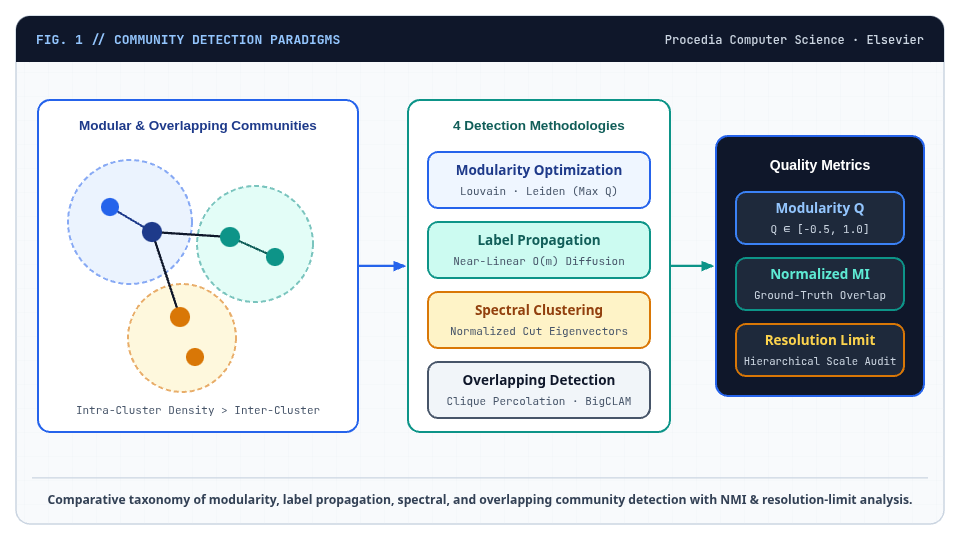 FIG. 1 // COMMUNITY DETECTION PARADIGMS
Procedia Computer Science · Elsevier
Modular & Overlapping Communities
Intra-Cluster Density > Inter-Cluster
4 Detection Methodologies
Modularity Optimization
Louvain · Leiden (Max Q)
Label Propagation
Near-Linear O(m) Diffusion
Spectral Clustering
Normalized Cut Eigenvectors
Overlapping Detection
Clique Percolation · BigCLAM
Quality Metrics
Modularity Q
Q ∈ [-0.5, 1.0]
Normalized MI
Ground-Truth Overlap
Resolution Limit
Hierarchical Scale Audit
Comparative taxonomy of modularity, label propagation, spectral, and overlapping community detection with NMI & resolution-limit analysis.